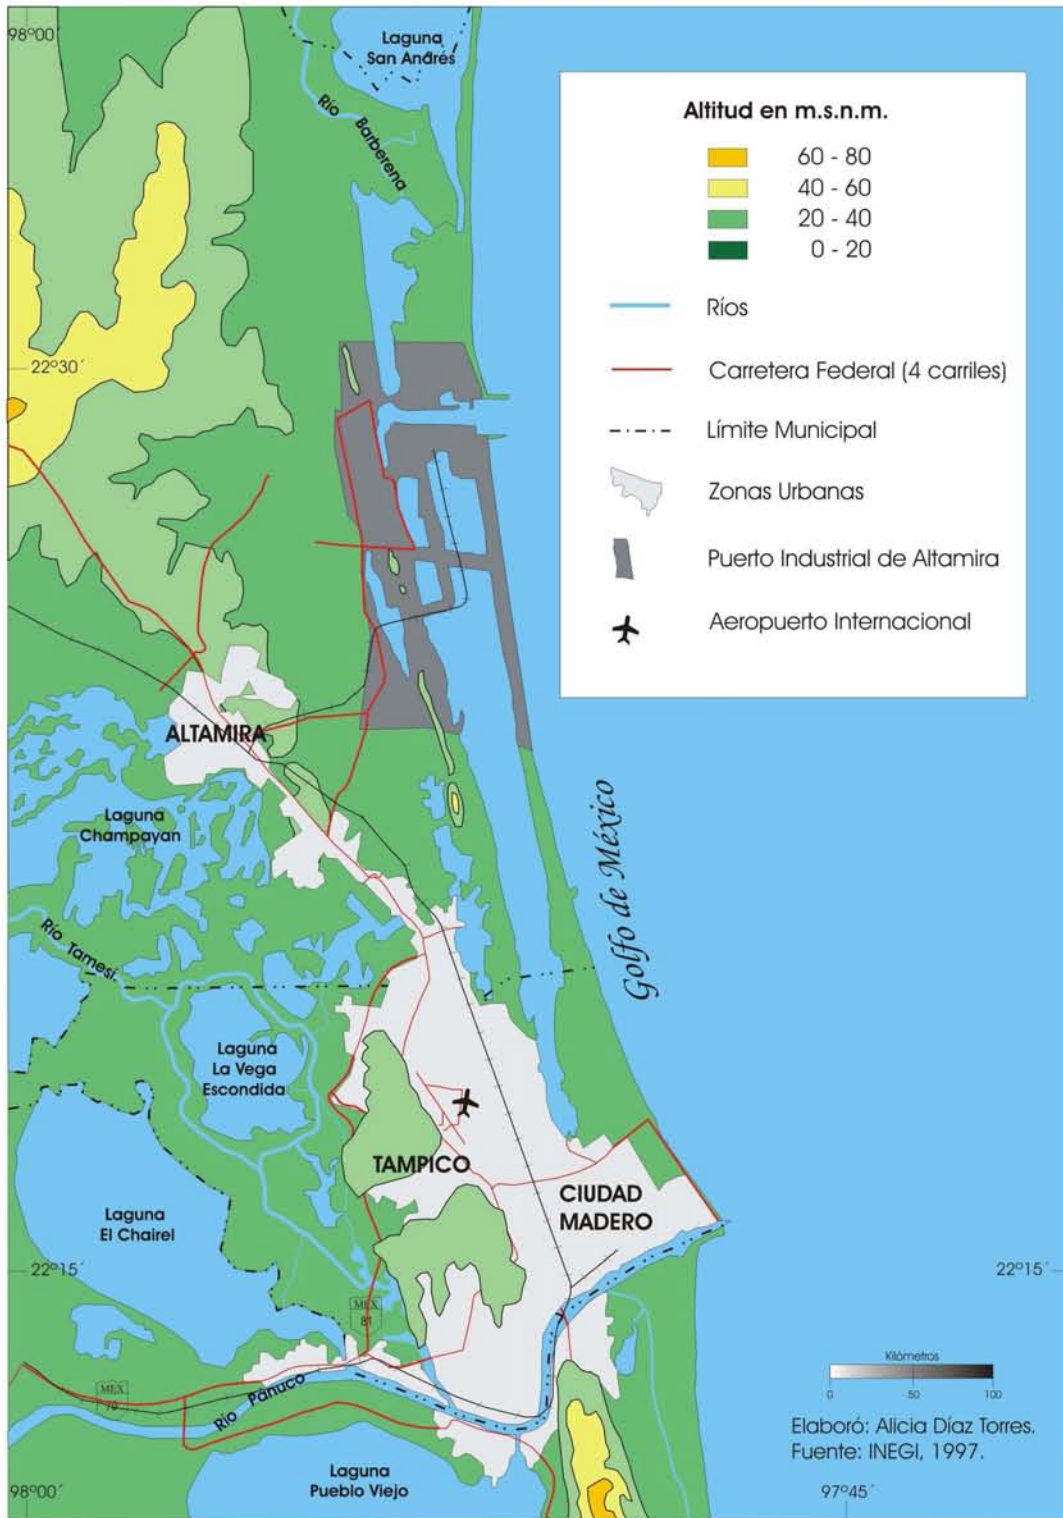 98°00´
Laguna
San Andrés
Río Barberena
Altitud en m.s.n.m.
60 - 80
40 - 60
20 - 40
0 - 20
Ríos
Carretera Federal (4 carriles)
Límite Municipal
Zonas Urbanas
Puerto Industrial de Altamira
Aeropuerto Internacional
22°30´
ALTAMIRA
Laguna
Champayan
Golfo de México
Río Tamesí
Laguna
La Vega
Escondida
TAMPICO
CIUDAD
MADERO
Laguna
El Chairel
22°15´
22°15´
MEX
81
MEX
70
Río Pánuco
Kilómetros
0 50 100
Elaboró: Alicia Díaz Torres.
Fuente: INEGI, 1997.
Laguna
Pueblo Viejo
98°00´
97°45´